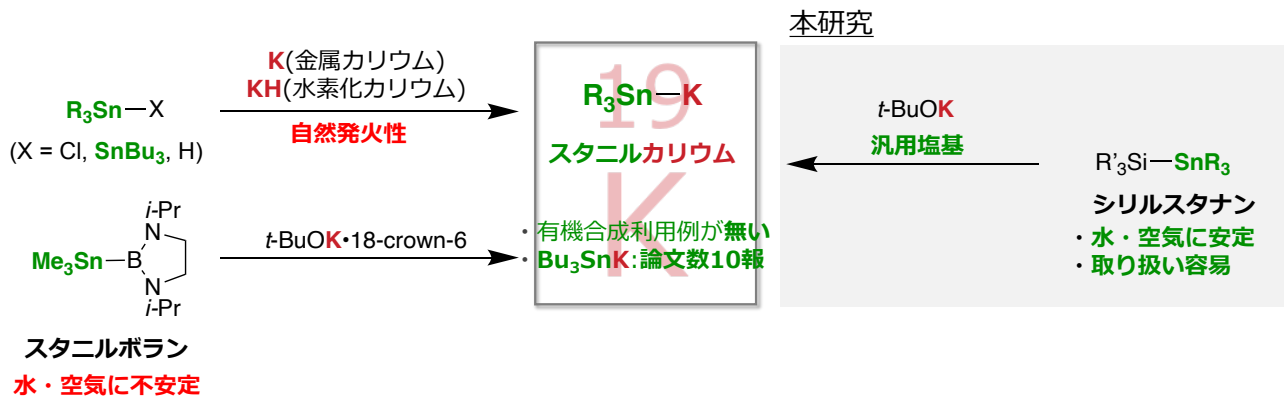 本研究
K(金属カリウム)
KH(水素化カリウム)
R₃Sn—X
自然発火性
(X = Cl, SnBu₃, H)
19
K
R₃Sn—K
スタニルカリウム
・有機合成利用例が無い
・Bu₃SnK:論文数10報
t-BuOK
汎用塩基
R'₃Si—SnR₃
シリルスタナン
・水・空気に安定
・取り扱い容易
i-Pr
N
Me₃Sn—B
N
i-Pr
t-BuOK•18-crown-6
スタニルボラン
水・空気に不安定